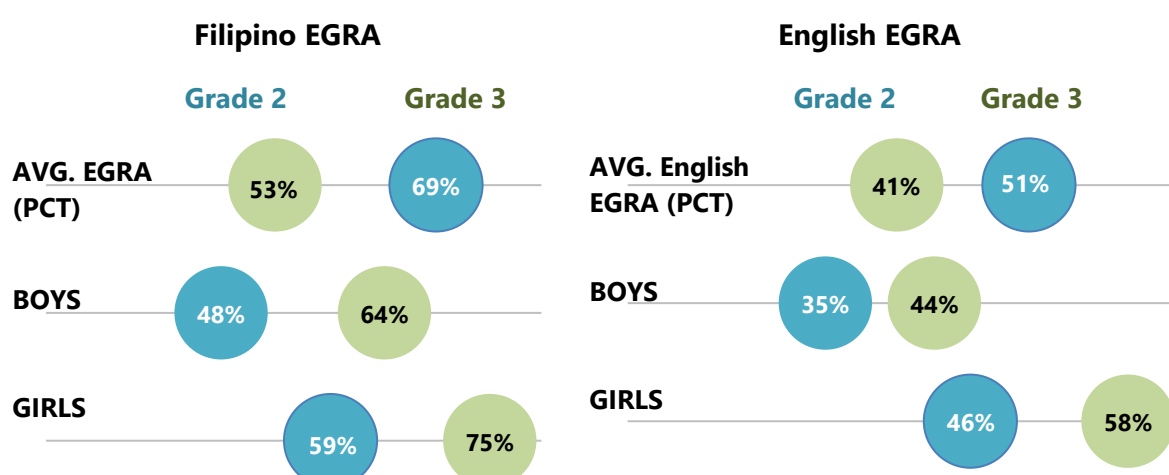 Filipino EGRA
Grade 2 Grade 3
AVG. EGRA
(PCT)
53% 69%
BOYS
48% 64%
GIRLS
59% 75%
English EGRA
Grade 2 Grade 3
AVG. English
EGRA (PCT)
41% 51%
BOYS
35% 44%
GIRLS
46% 58%